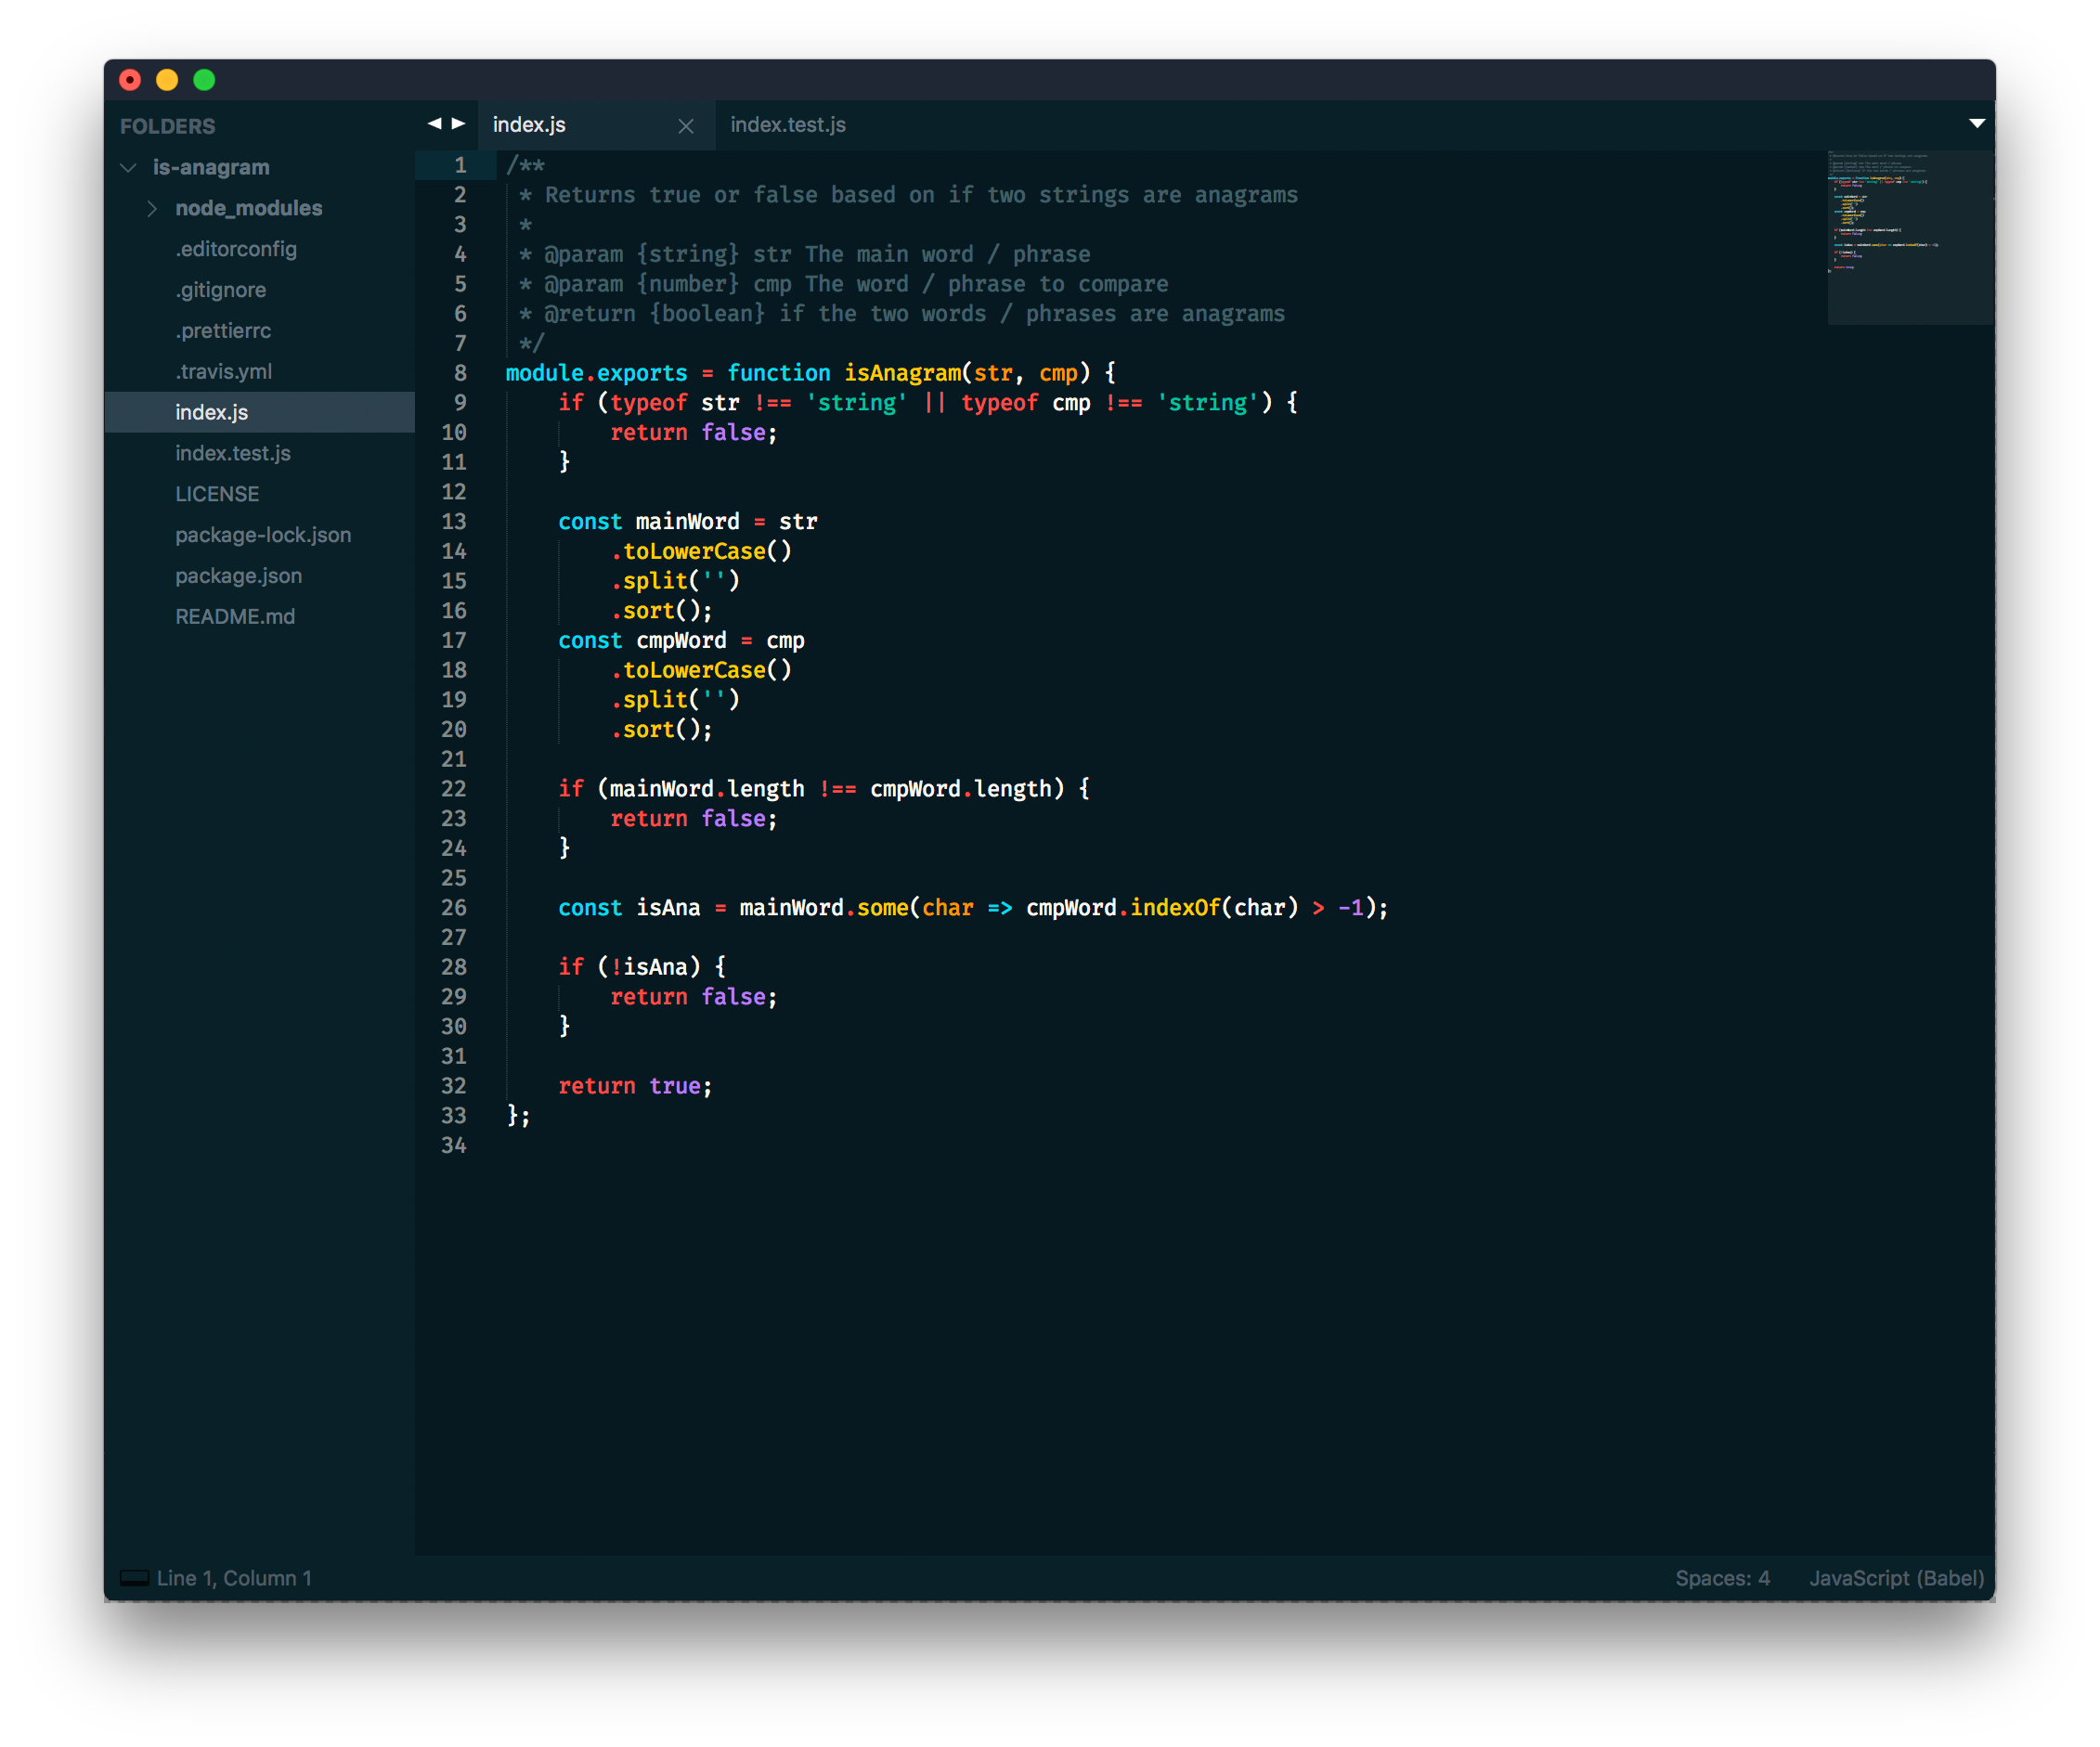 FOLDERS
is-anagram
node_modules
.editorconfig
.gitignore
.prettierrc
.travis.yml
index.js
index.test.js
LICENSE
package-lock.json
package.json
README.md
index.js
index.test.js
1 /**
2  * Returns true or false based on if two strings are anagrams
3  *
4  * @param {string} str The main word / phrase
5  * @param {number} cmp The word / phrase to compare
6  * @return {boolean} if the two words / phrases are anagrams
7  */
8 module.exports = function isAnagram(str, cmp) {
9     if (typeof str !== 'string' || typeof cmp !== 'string') {
10         return false;
11     }
12
13     const mainWord = str
14         .toLowerCase()
15         .split('')
16         .sort();
17     const cmpWord = cmp
18         .toLowerCase()
19         .split('')
20         .sort();
21
22     if (mainWord.length !== cmpWord.length) {
23         return false;
24     }
25
26     const isAna = mainWord.some(char => cmpWord.indexOf(char) > -1);
27
28     if (!isAna) {
29         return false;
30     }
31
32     return true;
33 };
34
Line 1, Column 1
Spaces: 4
JavaScript (Babel)